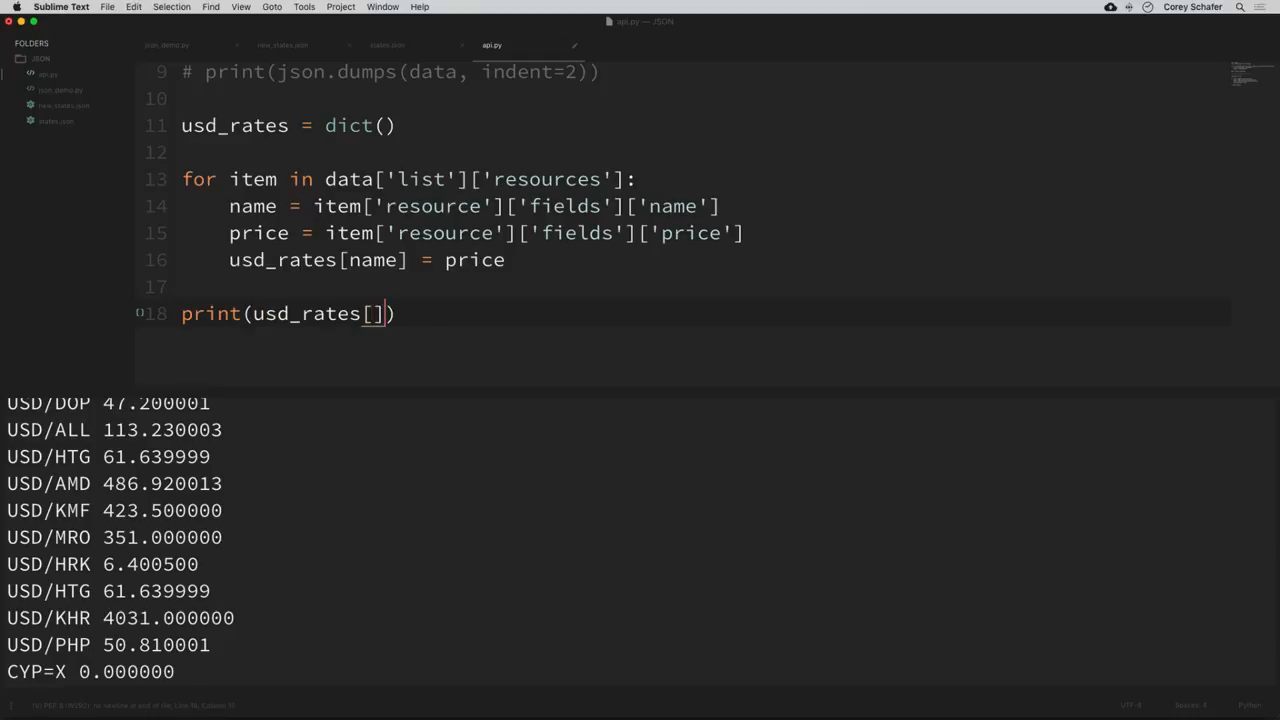 Sublime Text File Edit Selection Find View Goto Tools Project Window Help Corey Schafer
api.py — JSON
FOLDERS
JSON
api.py
json_demo.py
new_states.json
states.json
json_demo.py new_states.json states.json api.py
9 # print(json.dumps(data, indent=2))
10
11 usd_rates = dict()
12
13 for item in data['list']['resources']:
14 name = item['resource']['fields']['name']
15 price = item['resource']['fields']['price']
16 usd_rates[name] = price
17
18 print(usd_rates[])
USD/DOP 47.200001
USD/ALL 113.230003
USD/HTG 61.639999
USD/AMD 486.920013
USD/KMF 423.500000
USD/MRO 351.000000
USD/HRK 6.400500
USD/HTG 61.639999
USD/KHR 4031.000000
USD/PHP 50.810001
CYP=X 0.000000
UTF-8 Spaces: 4 Python